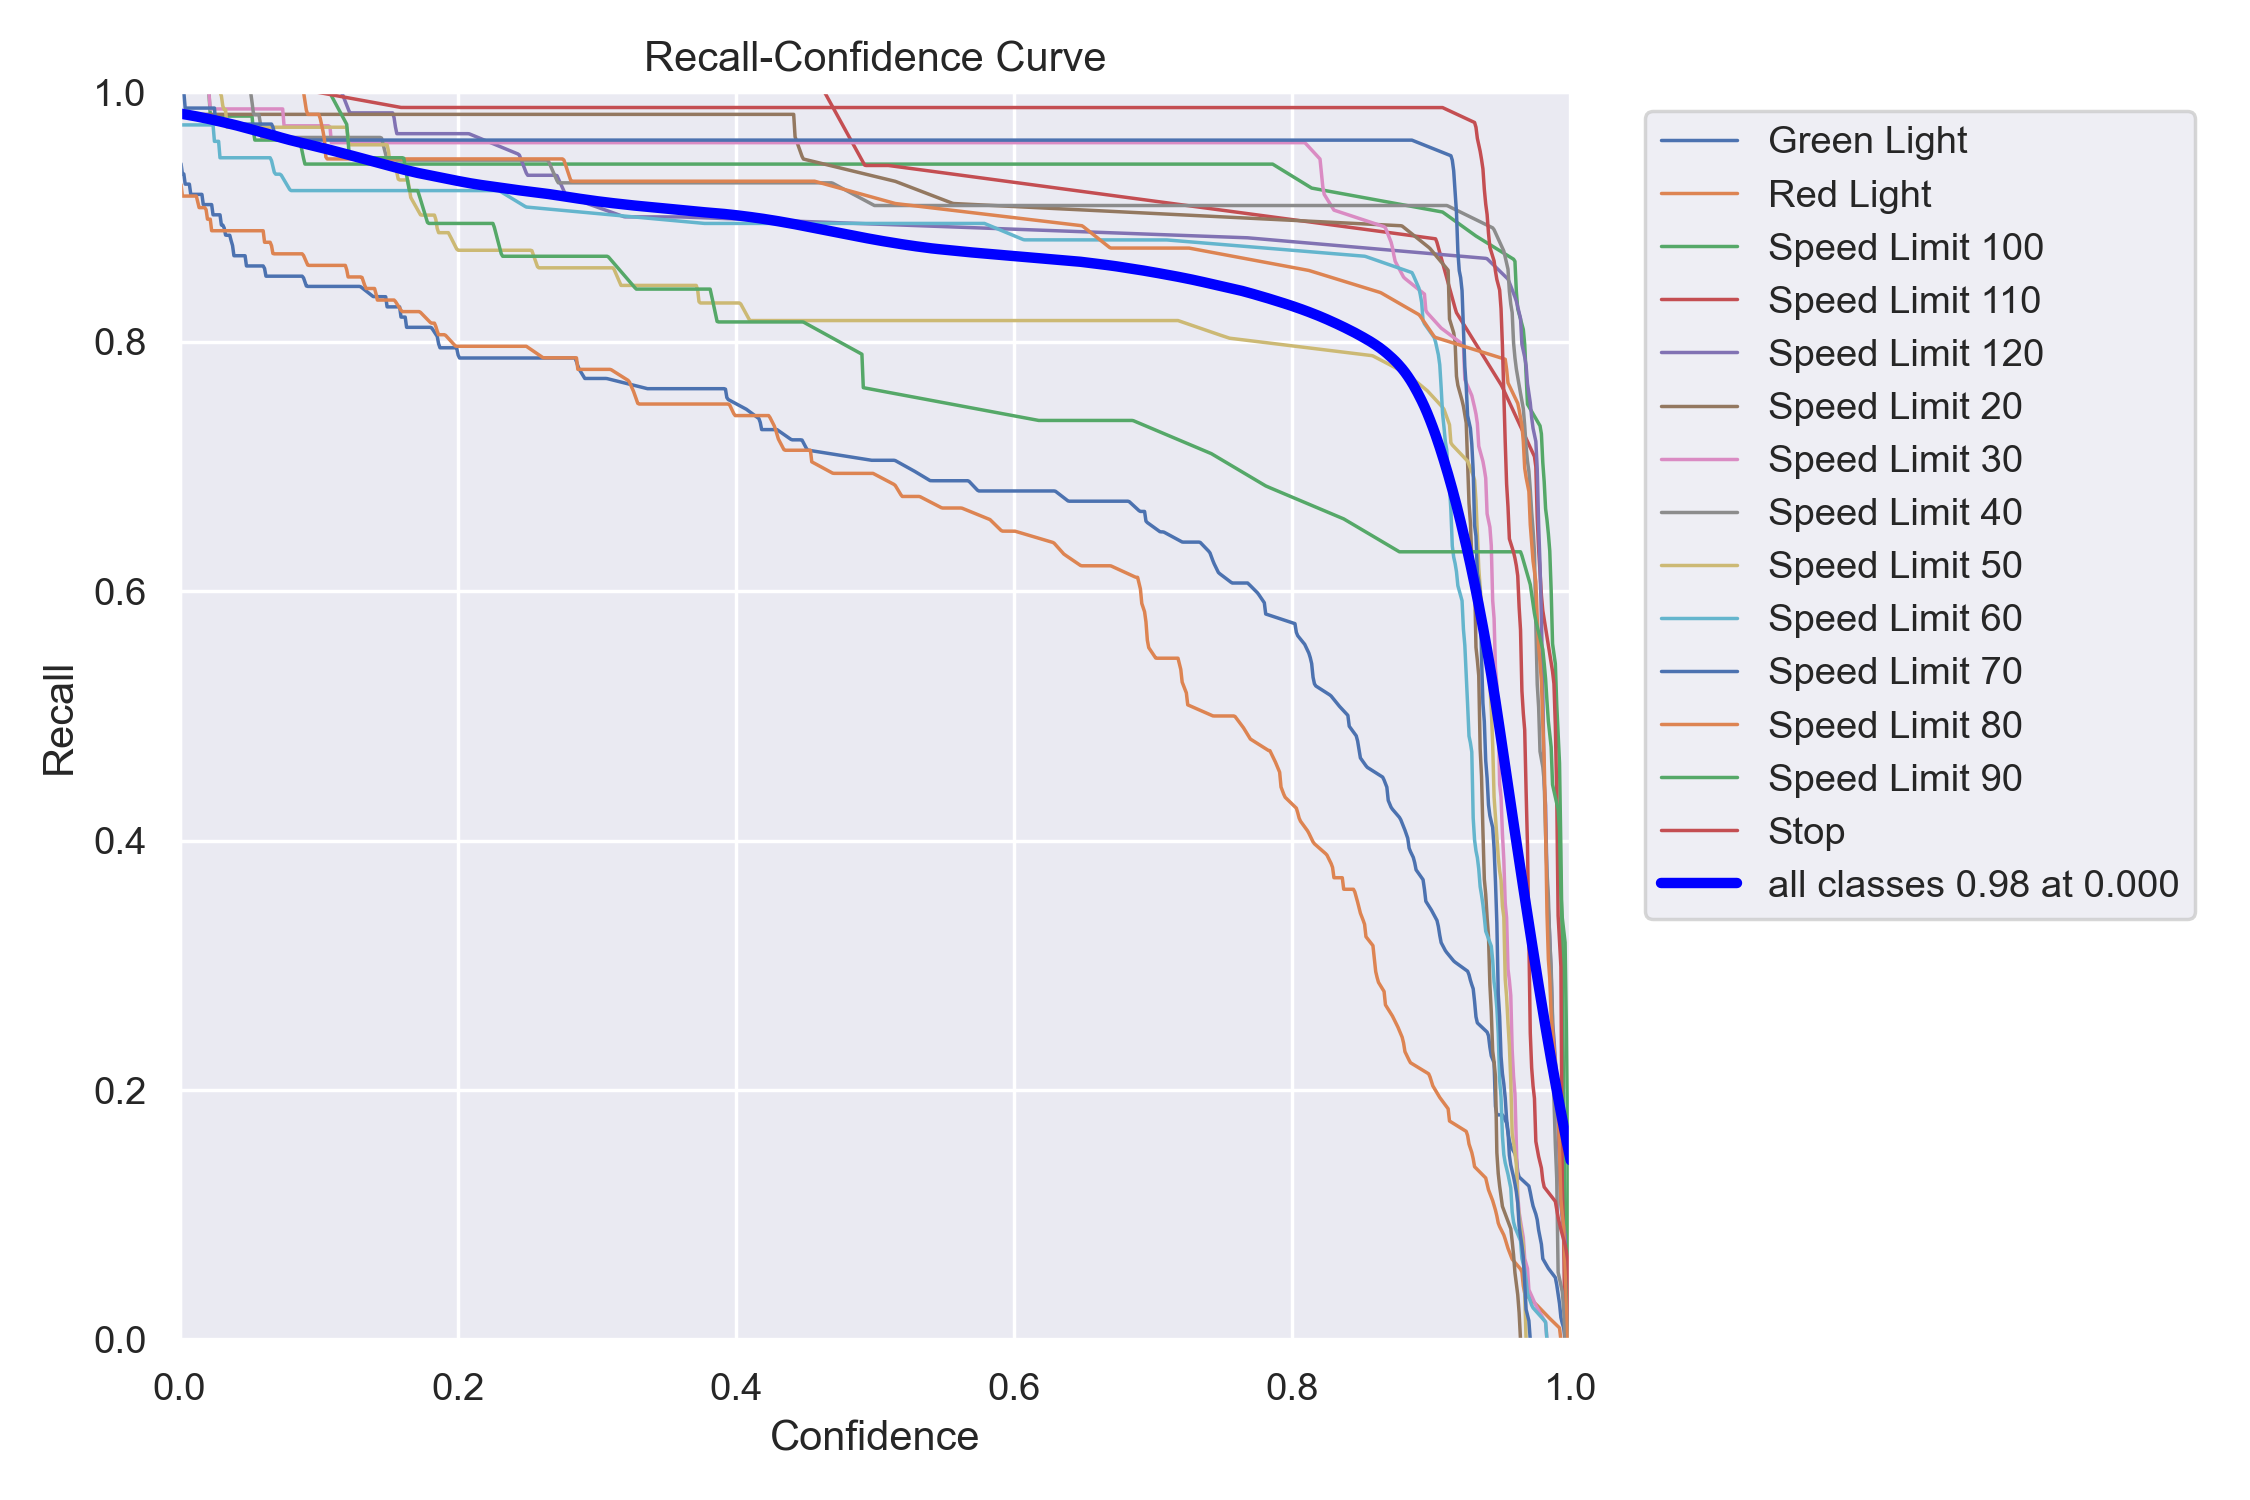 Recall-Confidence Curve
1.0
0.8
0.6
0.4
0.2
0.0
Recall
0.0 0.2 0.4 0.6 0.8 1.0
Confidence
Green Light
Red Light
Speed Limit 100
Speed Limit 110
Speed Limit 120
Speed Limit 20
Speed Limit 30
Speed Limit 40
Speed Limit 50
Speed Limit 60
Speed Limit 70
Speed Limit 80
Speed Limit 90
Stop
all classes 0.98 at 0.000